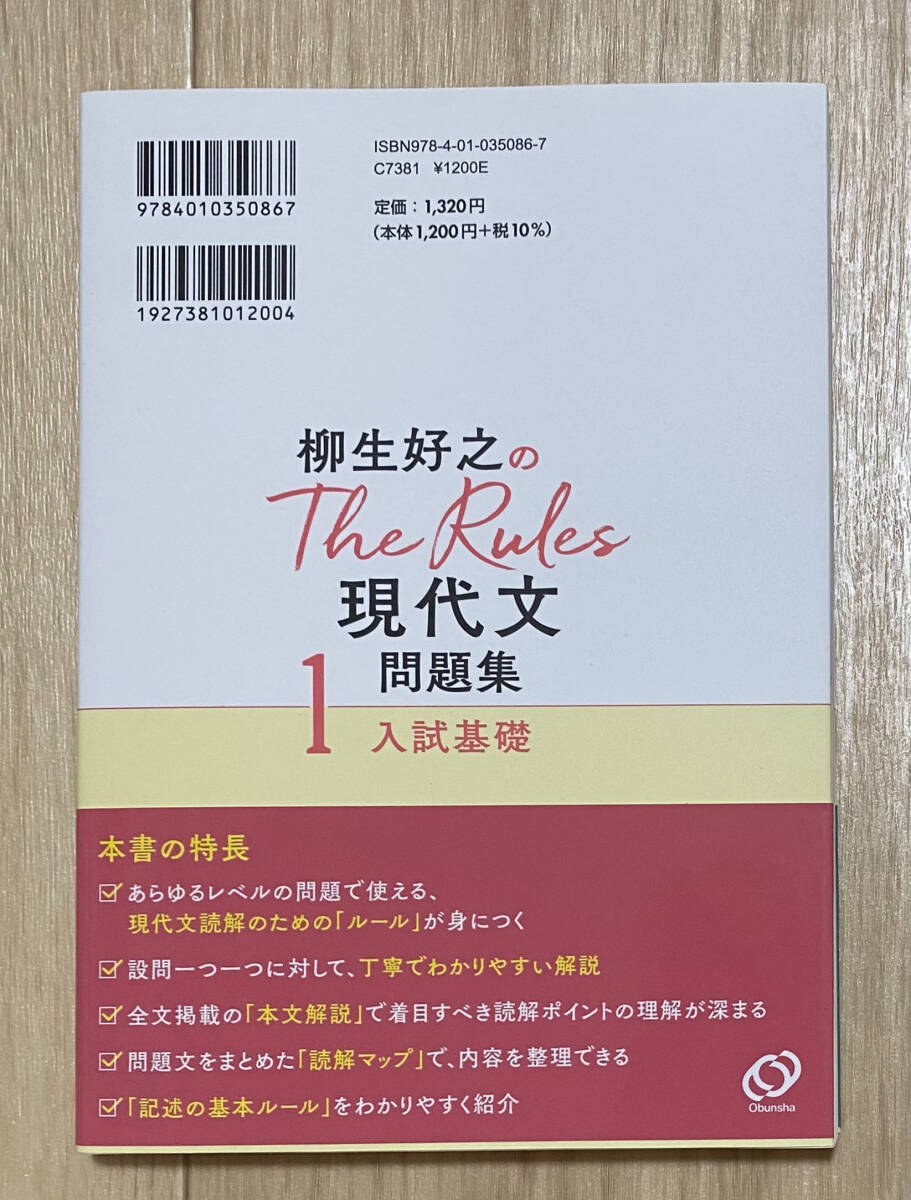 ISBN978-4-01-035086-7
C7381 ¥1200E
9784010350867
定価：1,320円
(本体1,200円+税10%)
1927381012004
柳生好之の
The Rules
現代文
問題集
1 入試基礎
本書の特長
あらゆるレベルの問題で使える、
現代文読解のための「ルール」が身につく
設問一つ一つに対して、丁寧でわかりやすい解説
全文掲載の「本文解説」で着目すべき読解ポイントの理解が深まる
問題文をまとめた「読解マップ」で、内容を整理できる
「記述の基本ルール」をわかりやすく紹介
Obunsha